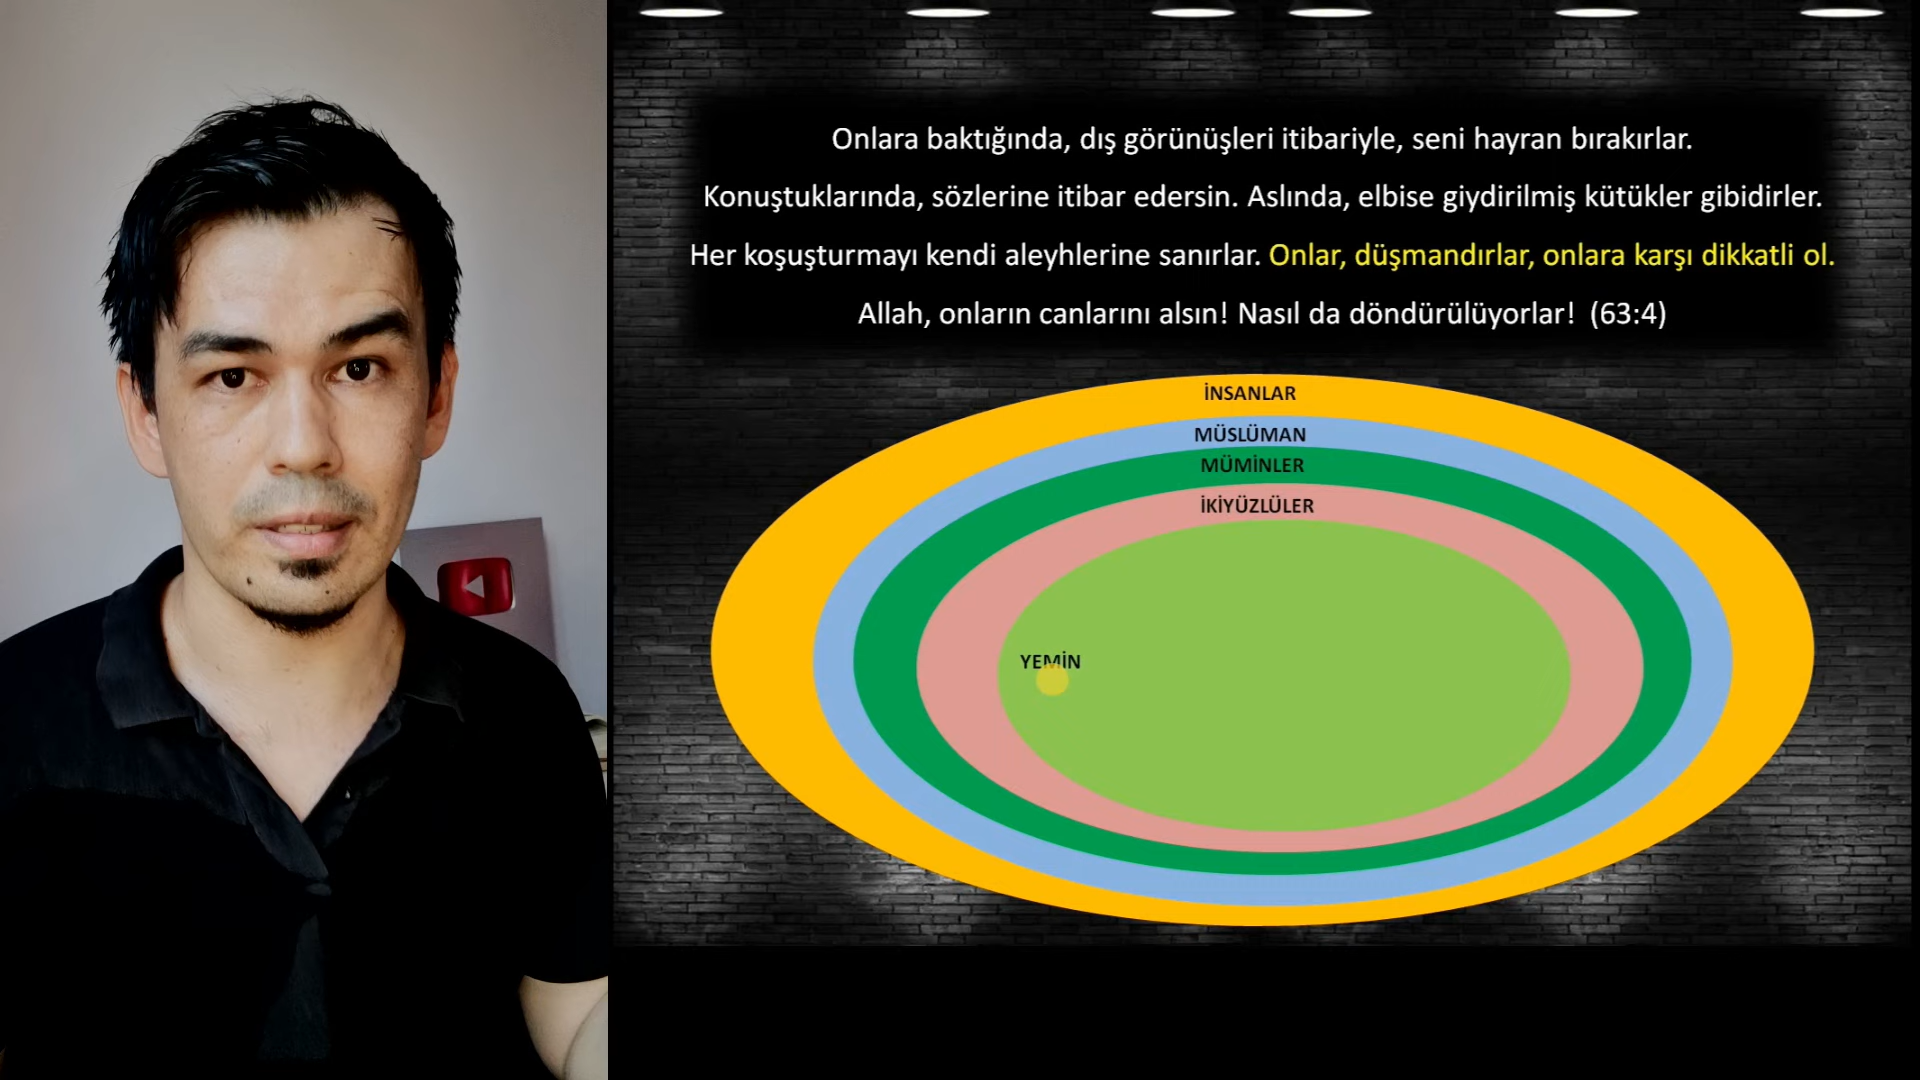 Onlara baktığında, dış görünüşleri itibariyle, seni hayran bırakırlar.
Konuştuklarında, sözlerine itibar edersin. Aslında, elbise giydirilmiş kütükler gibidirler.
Her koşuşturmayı kendi aleyhlerine sanırlar. Onlar, düşmandırlar, onlara karşı dikkatli ol.
Allah, onların canlarını alsın! Nasıl da döndürülüyorlar! (63:4)
İNSANLAR
MÜSLÜMAN
MÜMİNLER
İKİYÜZLÜLER
YEMİN